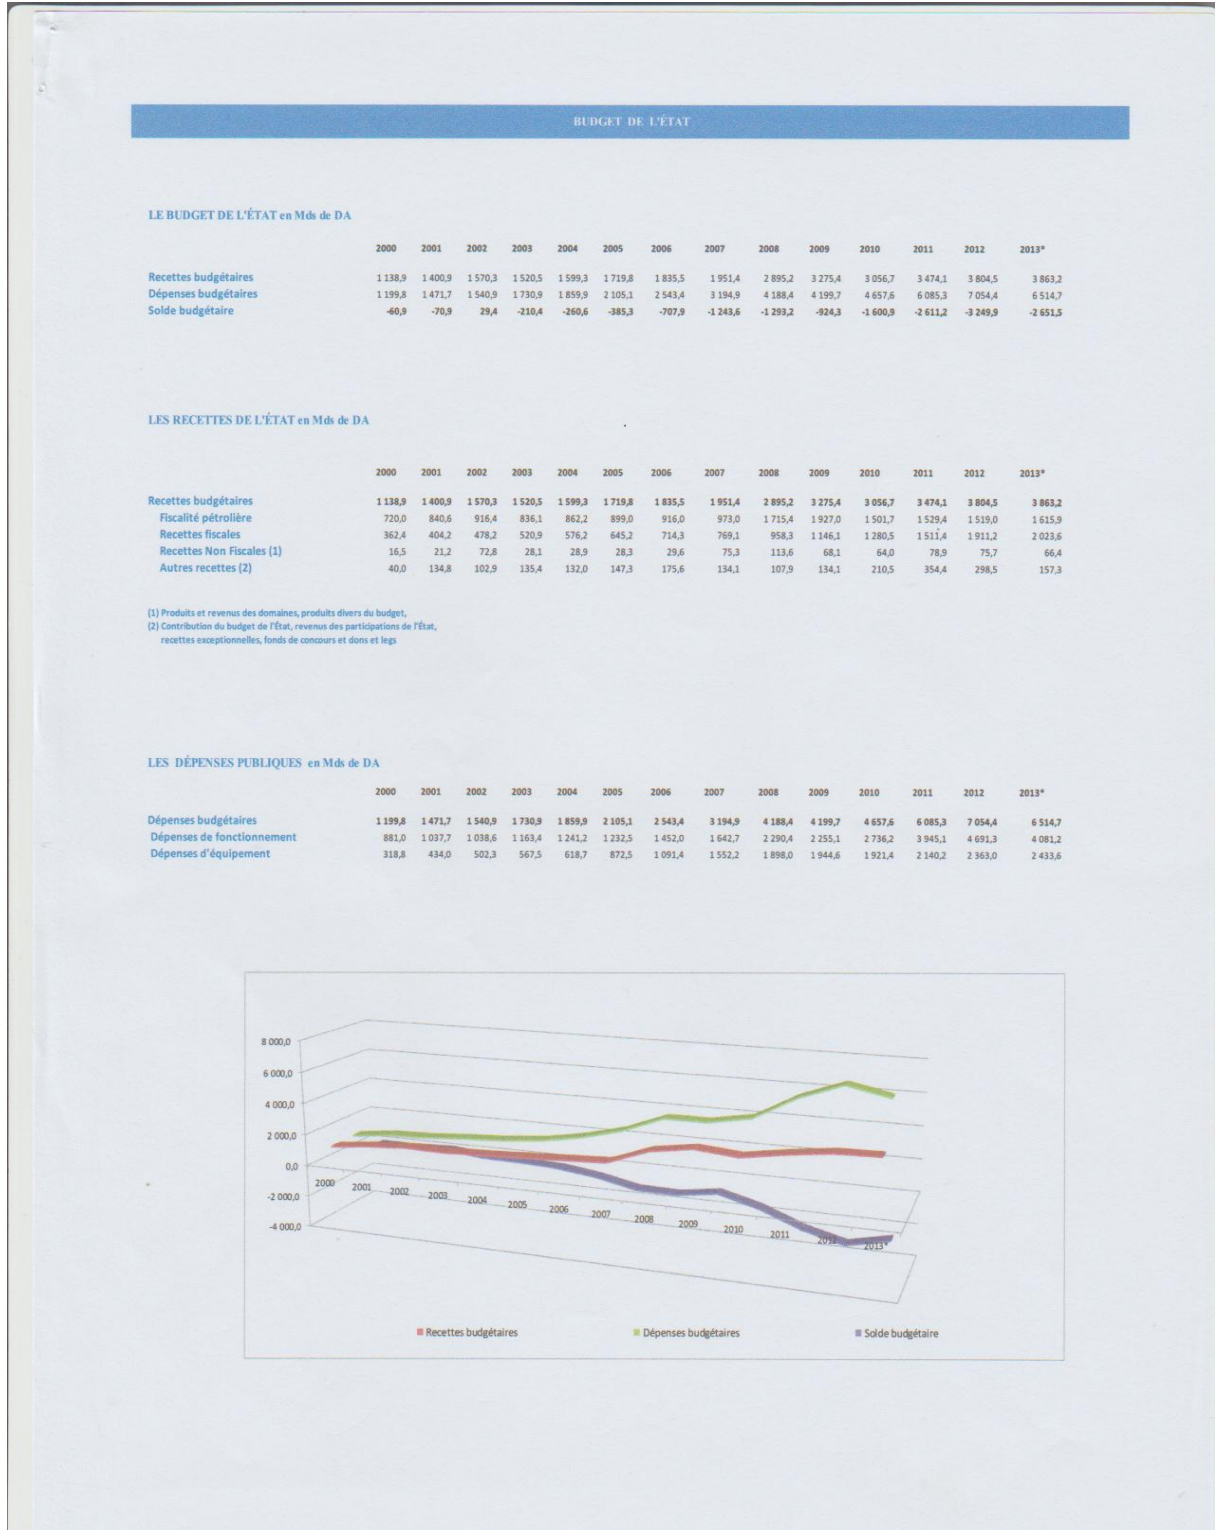 BUDGET DE L'ÉTAT
LE BUDGET DE L'ÉTAT en Mds de DA
2000 2001 2002 2003 2004 2005 2006 2007 2008 2009 2010 2011 2012 2013*
Recettes budgétaires 1 138,9 1 400,9 1 570,3 1 520,5 1 599,3 1 719,8 1 835,5 1 951,4 2 895,2 3 275,4 3 056,7 3 474,1 3 804,5 3 863,2
Dépenses budgétaires 1 199,8 1 471,7 1 540,9 1 730,9 1 859,9 2 105,1 2 543,4 3 194,9 4 188,4 4 199,7 4 657,6 6 085,3 7 054,4 6 514,7
Solde budgétaire -60,9 -70,9 29,4 -210,4 -260,6 -385,3 -707,9 -1 243,6 -1 293,2 -924,3 -1 600,9 -2 611,2 -3 249,9 -2 651,5
LES RECETTES DE L'ÉTAT en Mds de DA
2000 2001 2002 2003 2004 2005 2006 2007 2008 2009 2010 2011 2012 2013*
Recettes budgétaires 1 138,9 1 400,9 1 570,3 1 520,5 1 599,3 1 719,8 1 835,5 1 951,4 2 895,2 3 275,4 3 056,7 3 474,1 3 804,5 3 863,2
Fiscalité pétrolière 720,0 840,6 916,4 836,1 862,2 899,0 916,0 973,0 1 715,4 1 927,0 1 501,7 1 529,4 1 519,0 1 615,9
Recettes fiscales 362,4 404,2 478,2 520,9 576,2 645,2 714,3 769,1 958,3 1 146,1 1 280,5 1 511,4 1 911,2 2 023,6
Recettes Non Fiscales (1) 16,5 21,2 72,8 28,1 28,9 28,3 29,6 75,3 113,6 68,1 64,0 78,9 75,7 66,4
Autres recettes (2) 40,0 134,8 102,9 135,4 132,0 147,3 175,6 134,1 107,9 134,1 210,5 354,4 298,5 157,3
(1) Produits et revenus des domaines, produits divers du budget,
(2) Contribution du budget de l'État, revenus des participations de l'État,
recettes exceptionnelles, fonds de concours et dons et legs
LES DÉPENSES PUBLIQUES en Mds de DA
2000 2001 2002 2003 2004 2005 2006 2007 2008 2009 2010 2011 2012 2013*
Dépenses budgétaires 1 199,8 1 471,7 1 540,9 1 730,9 1 859,9 2 105,1 2 543,4 3 194,9 4 188,4 4 199,7 4 657,6 6 085,3 7 054,4 6 514,7
Dépenses de fonctionnement 881,0 1 037,7 1 038,6 1 163,4 1 241,2 1 232,5 1 452,0 1 642,7 2 290,4 2 255,1 2 736,2 3 945,1 4 691,3 4 081,2
Dépenses d'équipement 318,8 434,0 502,3 567,5 618,7 872,5 1 091,4 1 552,2 1 898,0 1 944,6 1 921,4 2 140,2 2 363,0 2 433,6
8 000,0
6 000,0
4 000,0
2 000,0
0,0
-2 000,0
-4 000,0
2000 2001 2002 2003 2004 2005 2006 2007 2008 2009 2010 2011 2012 2013*
Recettes budgétaires Dépenses budgétaires Solde budgétaire